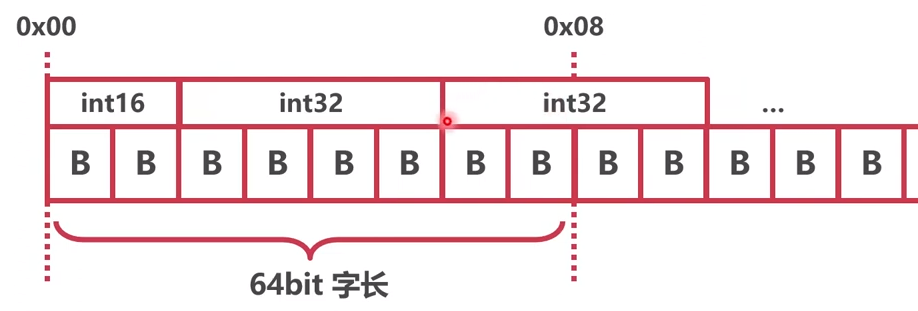 0x00 0x08
int16 int32 int32 ...
B B B B B B B B B B B B B
64bit 字长